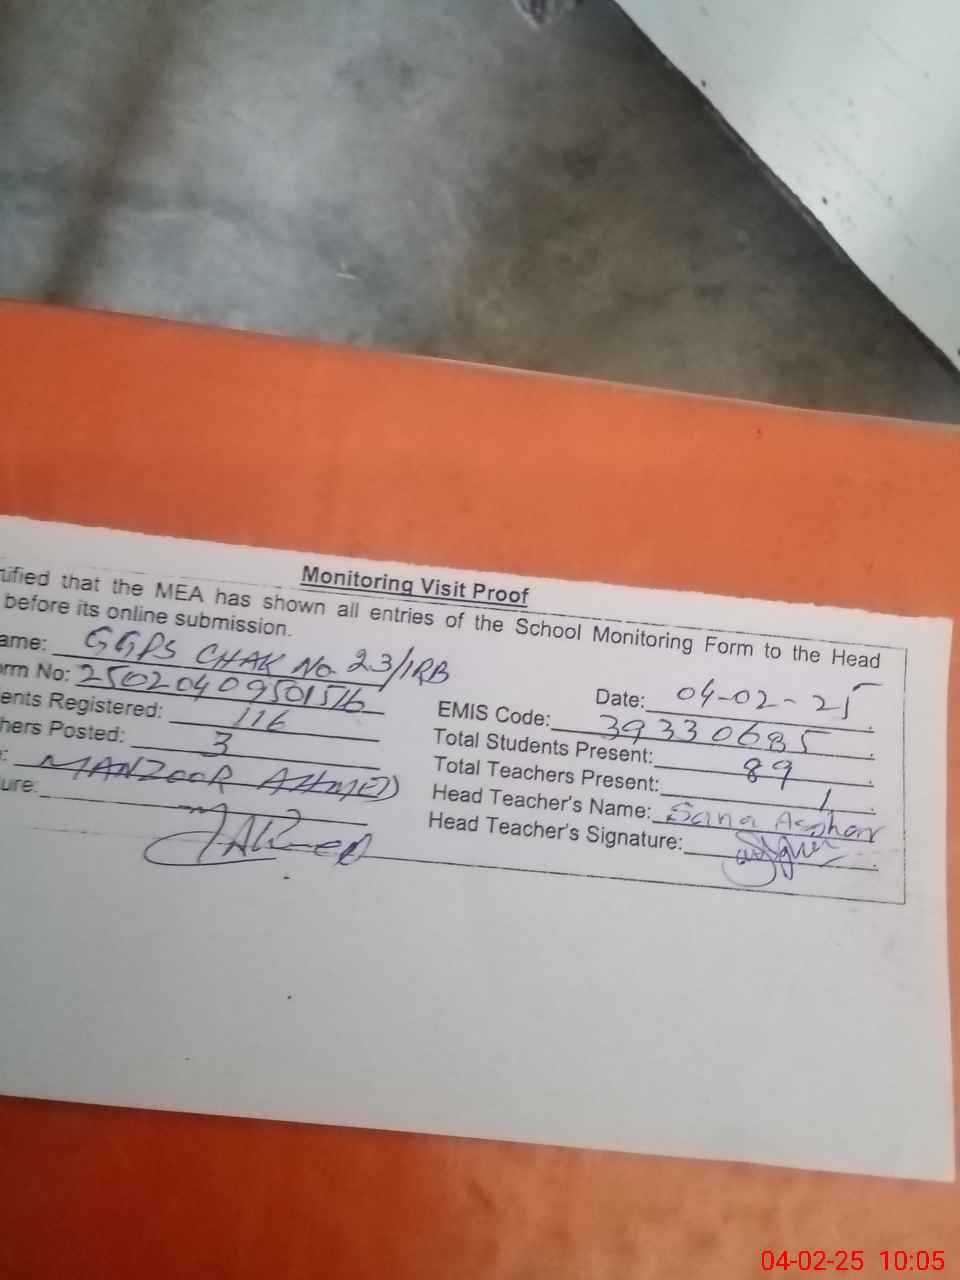 Monitoring Visit Proof
tified that the MEA has shown all entries of the School Monitoring Form to the Head
before its online submission.
ame: GGPS CHAK No. 23/1RB
Date: 04-02-25
orm No: 25020409501516
EMIS Code: 39330685
ents Registered: 116
Total Students Present: 89
hers Posted: 3
Total Teachers Present: 1
: MANZOOR AHMED
Head Teacher's Name: Sana Asghar
ure:
Head Teacher's Signature:
04-02-25 10:05